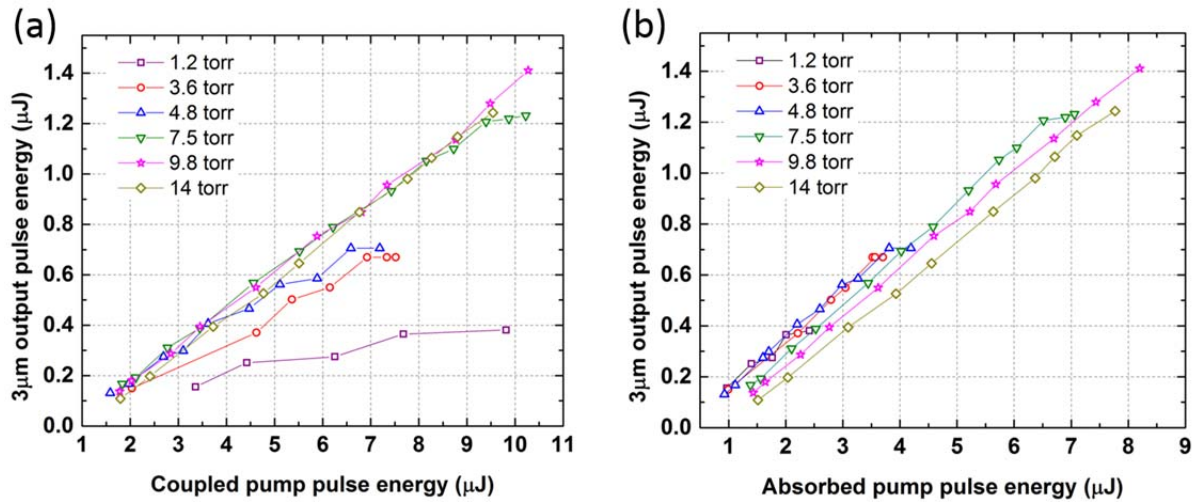 (a)
1.4
1.2
1.0
0.8
0.6
0.4
0.2
0.0
3μm output pulse energy (μJ)
1.2 torr
3.6 torr
4.8 torr
7.5 torr
9.8 torr
14 torr
1 2 3 4 5 6 7 8 9 10 11
Coupled pump pulse energy (μJ)
(b)
1.4
1.2
1.0
0.8
0.6
0.4
0.2
0.0
3μm output pulse energy (μJ)
1.2 torr
3.6 torr
4.8 torr
7.5 torr
9.8 torr
14 torr
1 2 3 4 5 6 7 8 9
Absorbed pump pulse energy (μJ)